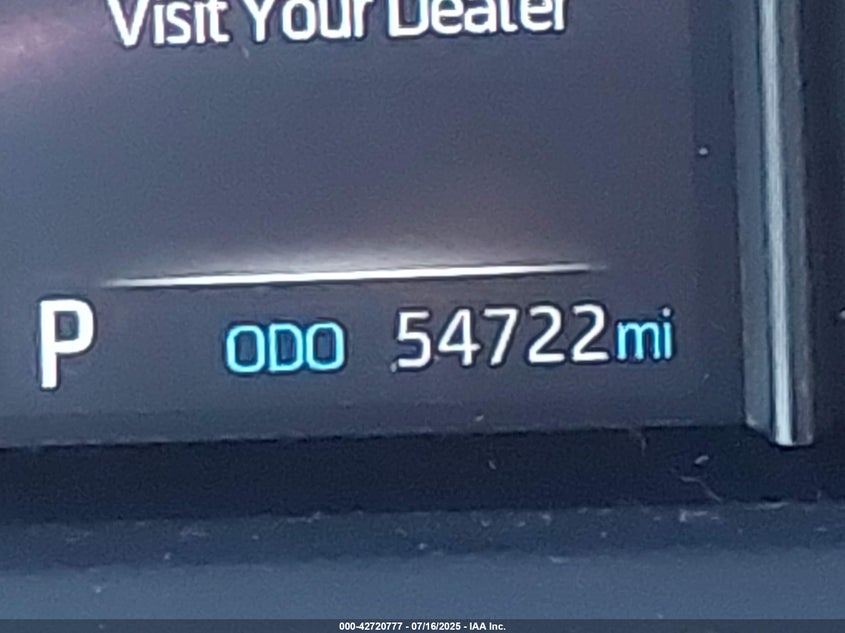 Visit Your Dealer
P ODO 54722mi
000-42720777 - 07/16/2025 - IAA Inc.